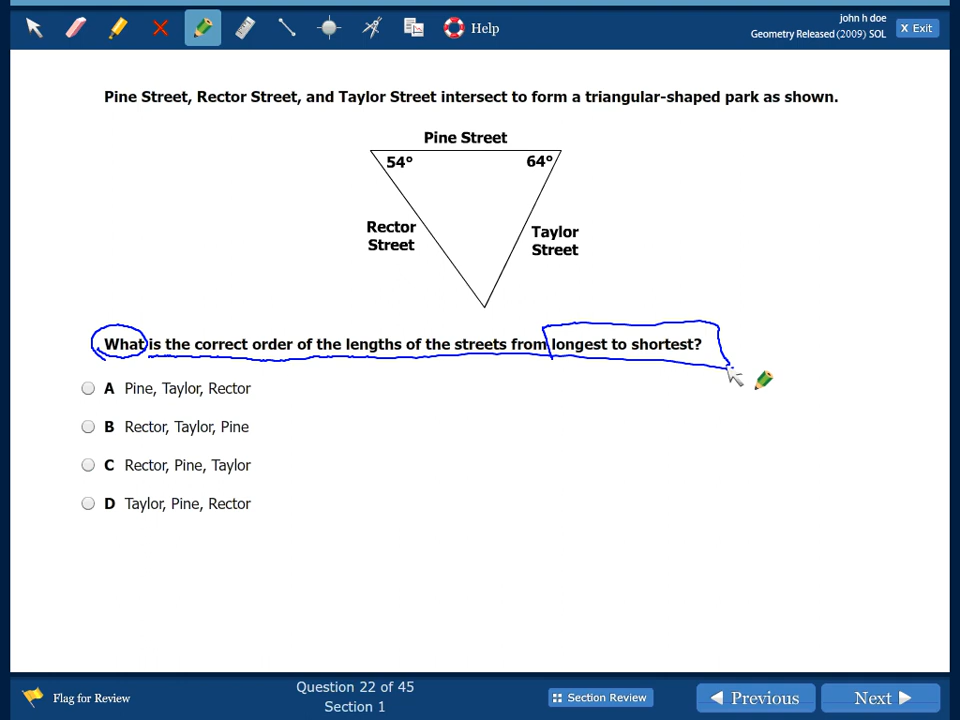 Help
john h doe
Geometry Released (2009) SOL
X Exit
Pine Street, Rector Street, and Taylor Street intersect to form a triangular-shaped park as shown.
Pine Street
54°
64°
Rector
Street
Taylor
Street
What is the correct order of the lengths of the streets from longest to shortest?
A Pine, Taylor, Rector
B Rector, Taylor, Pine
C Rector, Pine, Taylor
D Taylor, Pine, Rector
Flag for Review
Question 22 of 45
Section 1
Section Review
Previous
Next